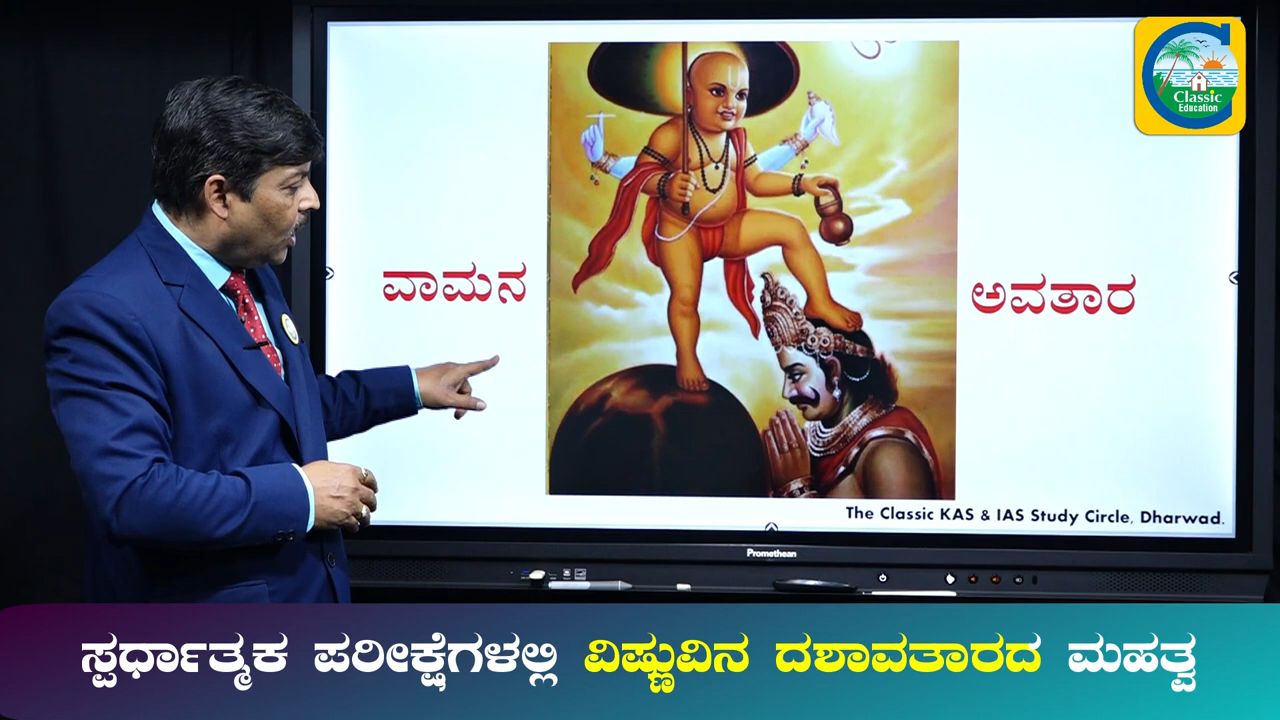 Classic
Education
ವಾಮನ
ಅವತಾರ
The Classic KAS & IAS Study Circle, Dharwad.
Promethean
ಸ್ಪರ್ಧಾತ್ಮಕ ಪರೀಕ್ಷೆಗಳಲ್ಲಿ ವಿಷ್ಣುವಿನ ದಶಾವತಾರದ ಮಹತ್ವ